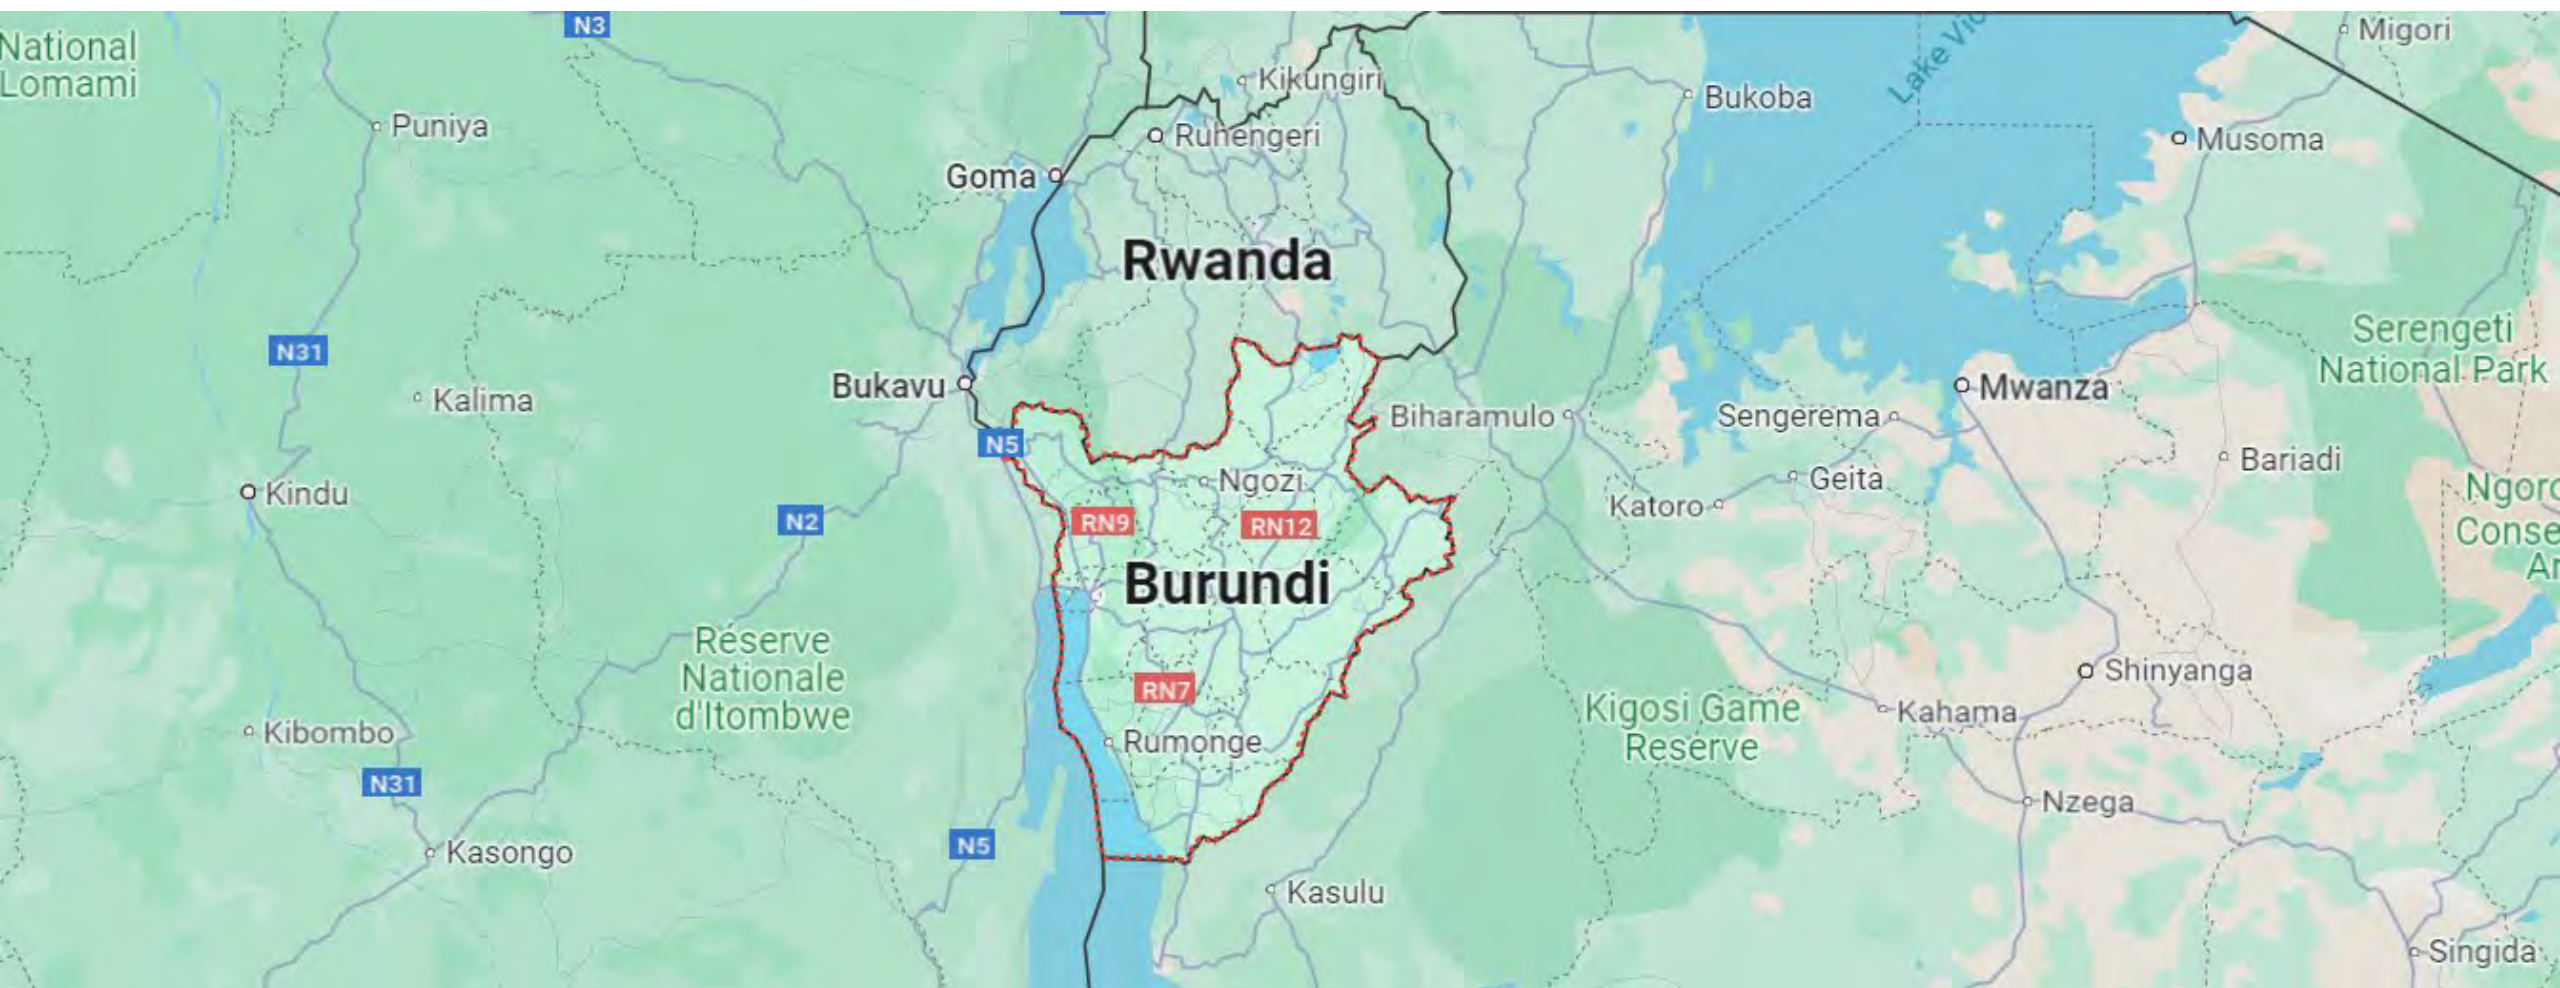 National
Lomami
N3
Migori
Kikungiri
Bukoba
Puniya
Ruhengeri
Musoma
Goma
Rwanda
Serengeti
National Park
N31
Bukavu
Mwanza
Kalima
Biharamulo
Sengerema
N5
Bariadi
Ngozi
Geita
Kindu
Katoro
N2
RN9
RN12
Burundi
Réserve
Nationale
d'Itombwe
Shinyanga
RN7
Kigosi Game
Reserve
Kahama
Kibombo
Rumonge
N31
Nzega
N5
Kasongo
Kasulu
Singida